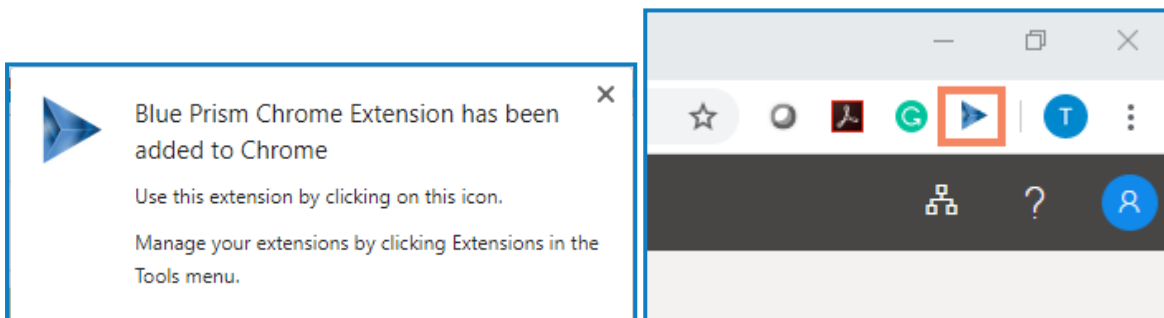 Blue Prism Chrome Extension has been
added to Chrome
Use this extension by clicking on this icon.
Manage your extensions by clicking Extensions in the
Tools menu.
G
T
?